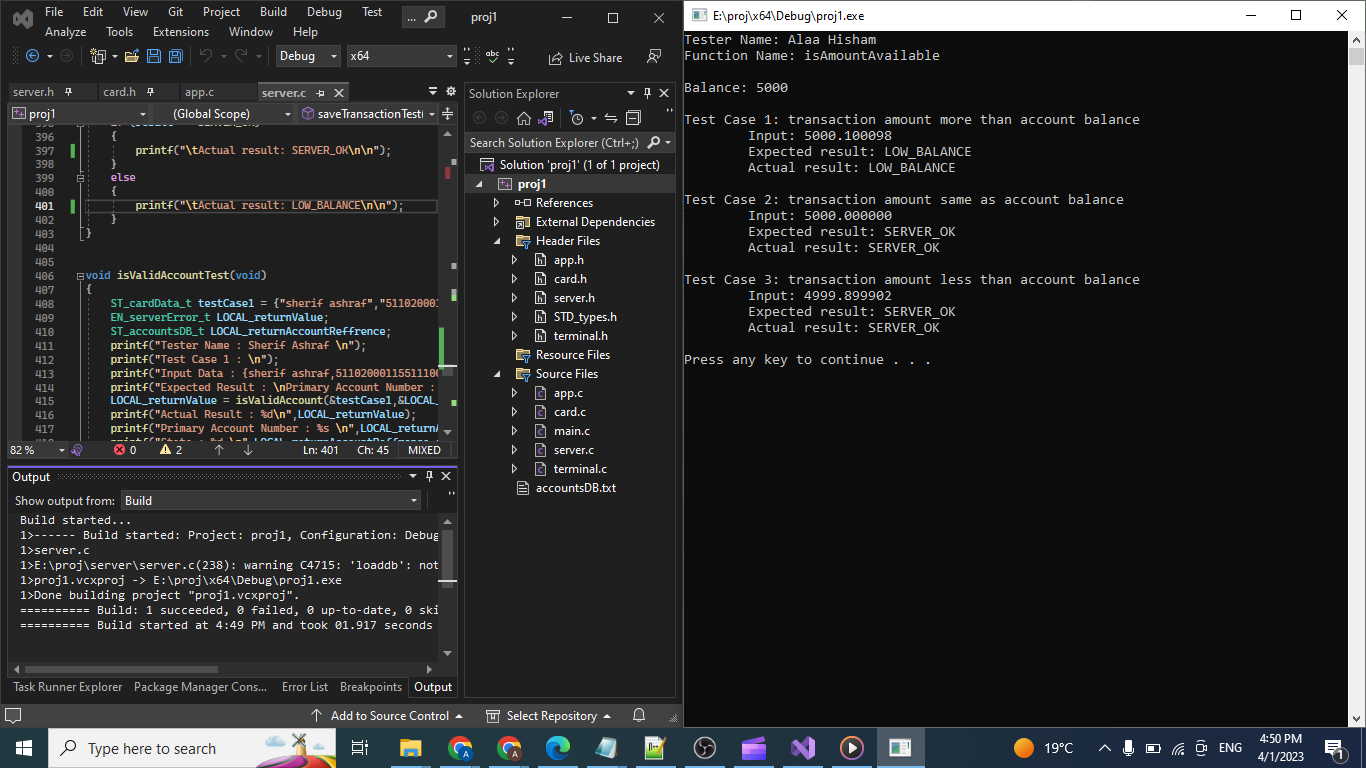 File Edit View Git Project Build Debug Test ... proj1
Analyze Tools Extensions Window Help
Debug x64 abc Live Share
server.h card.h app.c server.c
proj1 (Global Scope) saveTransactionTest(
396 {
397 printf("\tActual result: SERVER_OK\n\n");
398 }
399 else
400 {
401 printf("\tActual result: LOW_BALANCE\n\n");
402 }
403 }
404
405
406 void isValidAccountTest(void)
407 {
408 ST_cardData_t testCase1 = {"sherif ashraf","511020001
409 EN_serverError_t LOCAL_returnValue;
410 ST_accountsDB_t LOCAL_returnAccountReffrence;
411 printf("Tester Name : Sherif Ashraf \n");
412 printf("Test Case 1 : \n");
413 printf("Input Data : {sherif ashraf,5110200011551110
414 printf("Expected Result : \nPrimary Account Number :
415 LOCAL_returnValue = isValidAccount(&testCase1,&LOCAL_
416 printf("Actual Result : %d\n",LOCAL_returnValue);
417 printf("Primary Account Number : %s \n",LOCAL_return
82 % 0 2 Ln: 401 Ch: 45 MIXED
Output
Show output from: Build
Build started...
1>------ Build started: Project: proj1, Configuration: Debug
1>server.c
1>E:\proj\server\server.c(238): warning C4715: 'loaddb': not
1>proj1.vcxproj -> E:\proj\x64\Debug\proj1.exe
1>Done building project "proj1.vcxproj".
========== Build: 1 succeeded, 0 failed, 0 up-to-date, 0 ski
========== Build started at 4:49 PM and took 01.917 seconds
Task Runner Explorer Package Manager Cons... Error List Breakpoints Output
Solution Explorer
Search Solution Explorer (Ctrl+;)
Solution 'proj1' (1 of 1 project)
proj1
References
External Dependencies
Header Files
app.h
card.h
server.h
STD_types.h
terminal.h
Resource Files
Source Files
app.c
card.c
main.c
server.c
terminal.c
accountsDB.txt
Add to Source Control Select Repository
E:\proj\x64\Debug\proj1.exe
Tester Name: Alaa Hisham
Function Name: isAmountAvailable
Balance: 5000
Test Case 1: transaction amount more than account balance
Input: 5000.100098
Expected result: LOW_BALANCE
Actual result: LOW_BALANCE
Test Case 2: transaction amount same as account balance
Input: 5000.000000
Expected result: SERVER_OK
Actual result: SERVER_OK
Test Case 3: transaction amount less than account balance
Input: 4999.899902
Expected result: SERVER_OK
Actual result: SERVER_OK
Press any key to continue . . .
Type here to search 19°C ENG 4:50 PM
4/1/2023 1